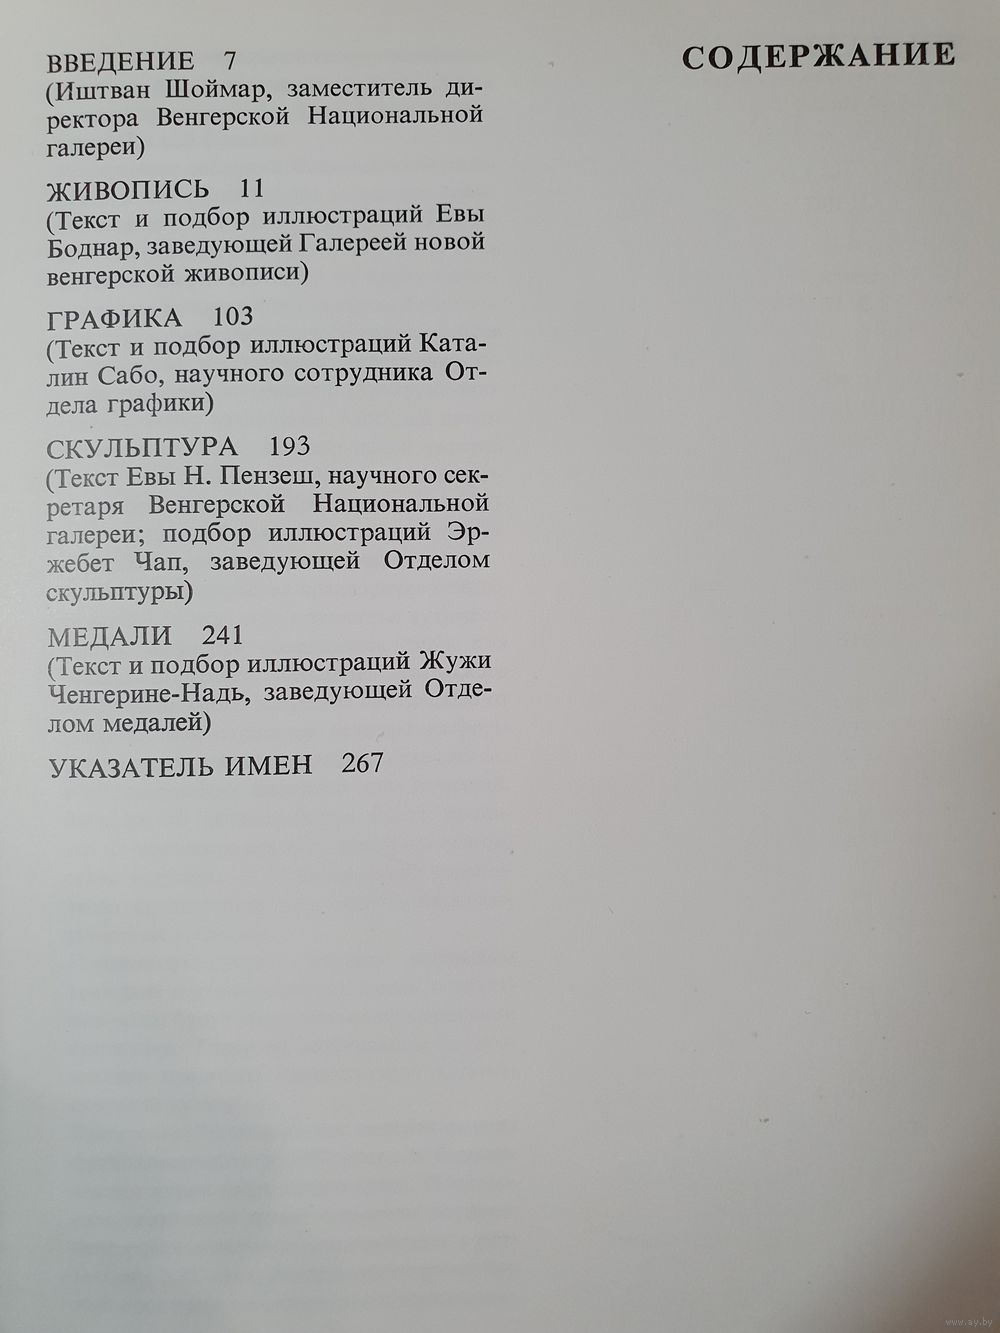 СОДЕРЖАНИЕ
ВВЕДЕНИЕ 7
(Иштван Шоймар, заместитель ди-
ректора Венгерской Национальной
галереи)
ЖИВОПИСЬ 11
(Текст и подбор иллюстраций Евы
Боднар, заведующей Галереей новой
венгерской живописи)
ГРАФИКА 103
(Текст и подбор иллюстраций Ката-
лин Сабо, научного сотрудника От-
дела графики)
СКУЛЬПТУРА 193
(Текст Евы Н. Пензеш, научного сек-
ретаря Венгерской Национальной
галереи; подбор иллюстраций Эр-
жебет Чап, заведующей Отделом
скульптуры)
МЕДАЛИ 241
(Текст и подбор иллюстраций Жужи
Ченгерине-Надь, заведующей Отде-
лом медалей)
УКАЗАТЕЛЬ ИМЕН 267
www.ay.by